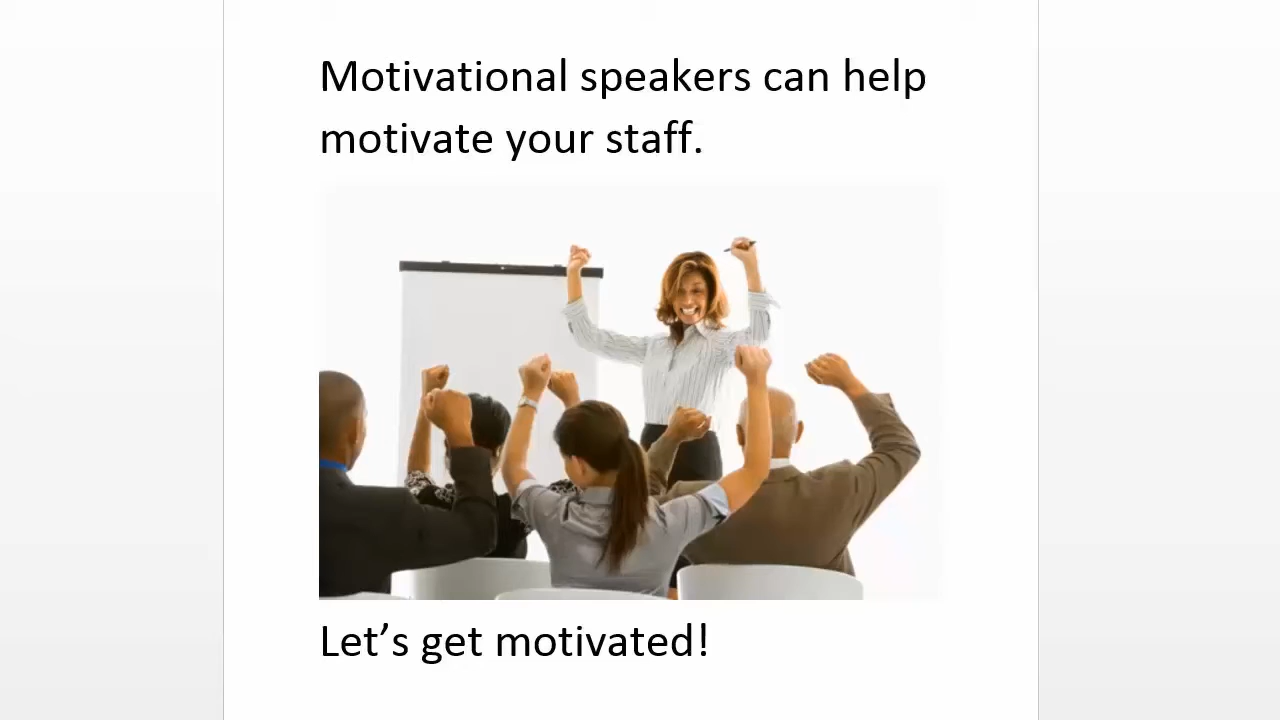 Motivational speakers can help
motivate your staff.
Let’s get motivated!